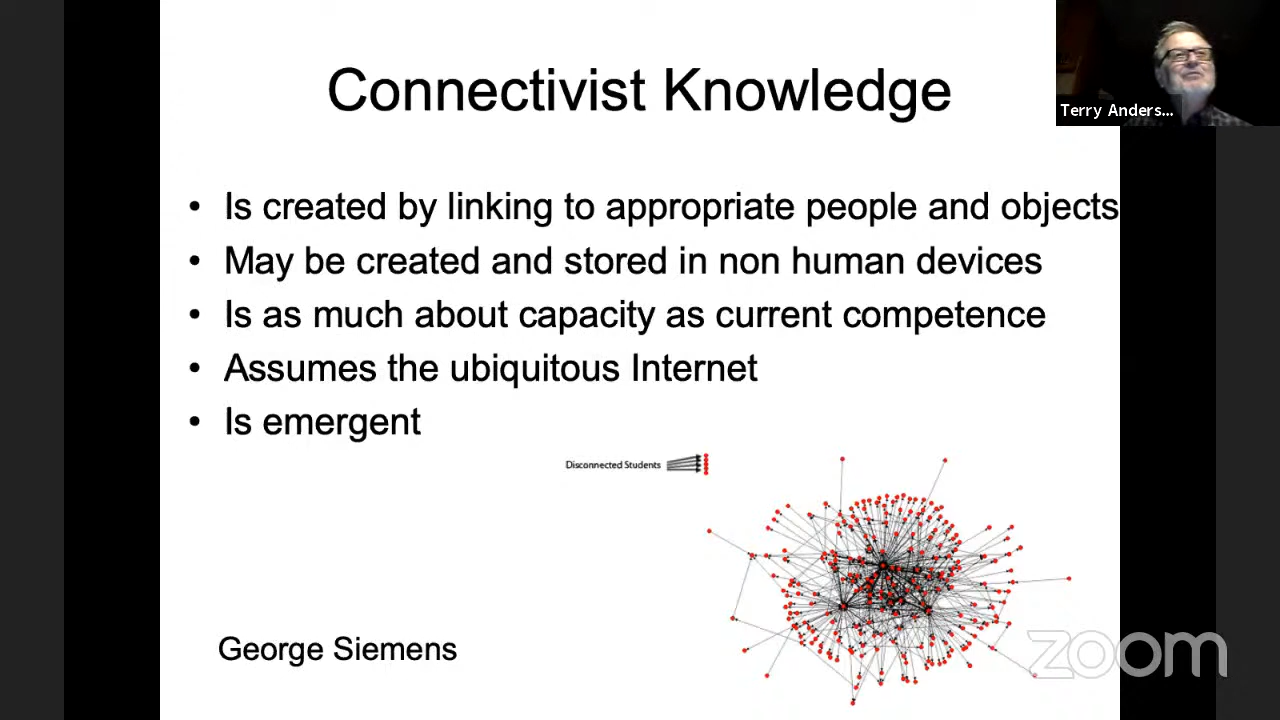 Connectivist Knowledge
Terry Anders...
• Is created by linking to appropriate people and objects
• May be created and stored in non human devices
• Is as much about capacity as current competence
• Assumes the ubiquitous Internet
• Is emergent
Disconnected Students
George Siemens
zoom